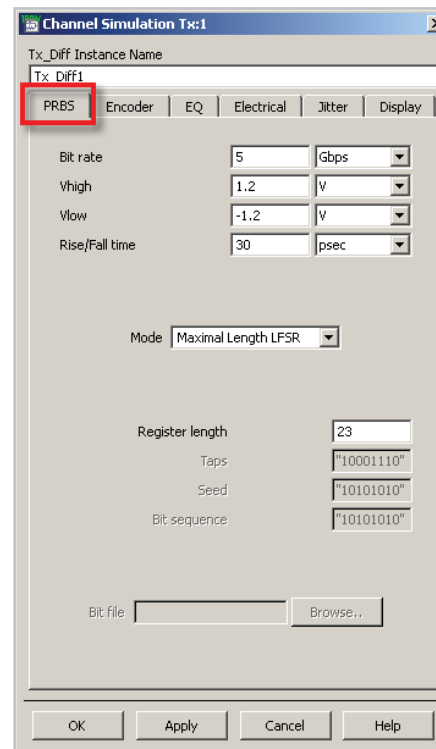 Channel Simulation Tx:1
Tx_Diff Instance Name
Tx_Diff1
PRBS Encoder EQ Electrical Jitter Display
Bit rate 5 Gbps
Vhigh 1.2 V
Vlow -1.2 V
Rise/Fall time 30 psec
Mode Maximal Length LFSR
Register length 23
Taps "10001110"
Seed "10101010"
Bit sequence "10101010"
Bit file Browse..
OK Apply Cancel Help